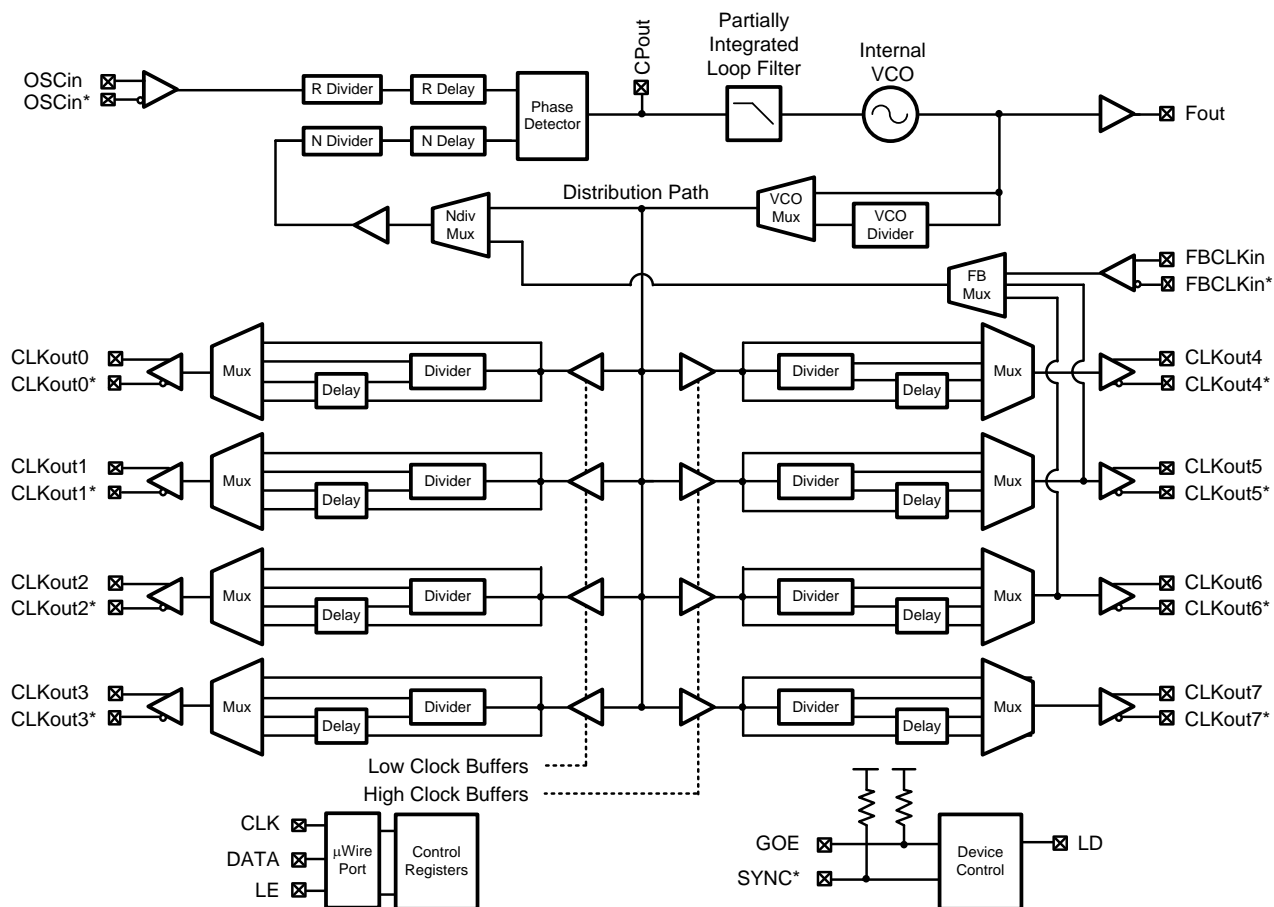 Partially
Integrated
Loop Filter
Internal
VCO
CPout
OSCin
OSCin*
R Divider
R Delay
Phase
Detector
N Divider
N Delay
Fout
Distribution Path
Ndiv
Mux
VCO
Mux
VCO
Divider
FB
Mux
FBCLKin
FBCLKin*
CLKout0
CLKout0*
Mux
Divider
Delay
Divider
Delay
Mux
CLKout4
CLKout4*
CLKout1
CLKout1*
Mux
Divider
Delay
Divider
Delay
Mux
CLKout5
CLKout5*
CLKout2
CLKout2*
Mux
Divider
Delay
Divider
Delay
Mux
CLKout6
CLKout6*
CLKout3
CLKout3*
Mux
Divider
Delay
Divider
Delay
Mux
CLKout7
CLKout7*
Low Clock Buffers
High Clock Buffers
CLK
DATA
LE
μWire
Port
Control
Registers
GOE
SYNC*
Device
Control
LD